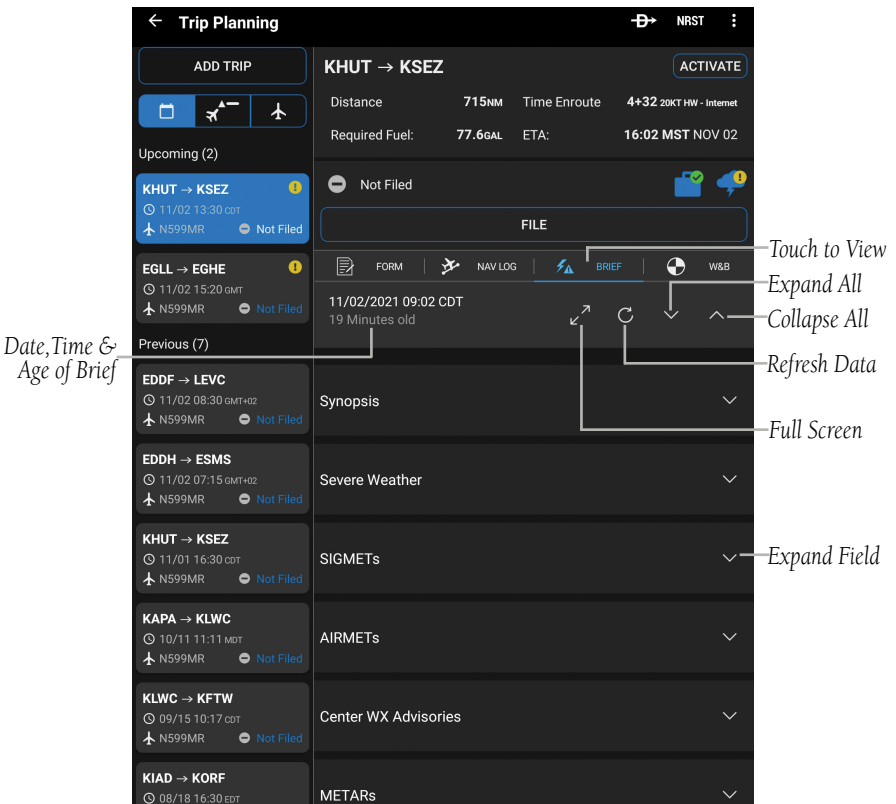 Trip Planning
D
NRST
ADD TRIP
Upcoming (2)
KHUT → KSEZ
11/02 13:30 CDT
N599MR Not Filed
EGLL → EGHE
11/02 15:20 GMT
N599MR Not Filed
Previous (7)
EDDF → LEVC
11/02 08:30 GMT+02
N599MR Not Filed
EDDH → ESMS
11/02 07:15 GMT+02
N599MR Not Filed
KHUT → KSEZ
11/01 16:30 CDT
N599MR Not Filed
KAPA → KLWC
10/11 11:11 MDT
N599MR Not Filed
KLWC → KFTW
09/15 10:17 CDT
N599MR Not Filed
KIAD → KORF
08/18 16:30 EDT
KHUT → KSEZ
ACTIVATE
Distance 715NM Time Enroute 4+32 20KT HW - Internet
Required Fuel: 77.6GAL ETA: 16:02 MST NOV 02
Not Filed
FILE
FORM NAV LOG BRIEF W&B
11/02/2021 09:02 CDT
19 Minutes old
Synopsis
Severe Weather
SIGMETs
AIRMETs
Center WX Advisories
METARs
Date,Time &
Age of Brief
Touch to View
Expand All
Collapse All
Refresh Data
Full Screen
Expand Field